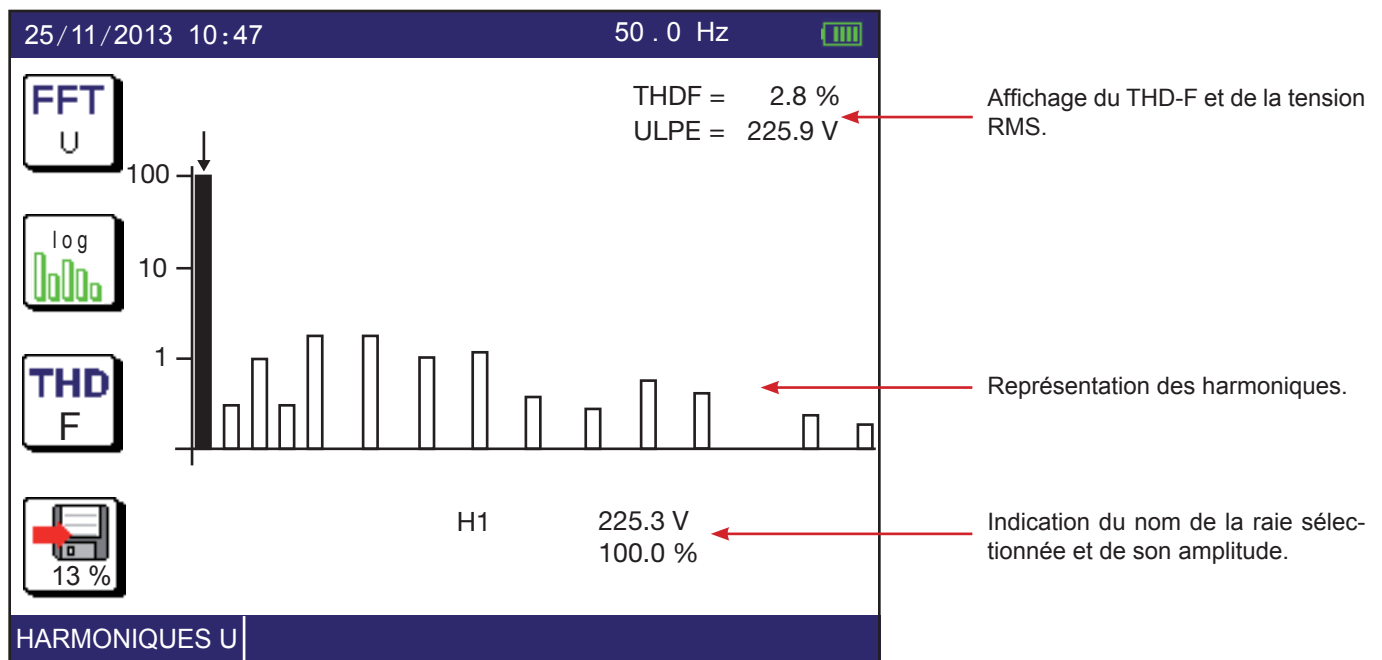 25/11/2013 10:47
50.0 Hz
FFT
U
THDF = 2.8 %
ULPE = 225.9 V
Affichage du THD-F et de la tension
RMS.
100
log
10
1
THD
F
Représentation des harmoniques.
13 %
H1 225.3 V
100.0 %
Indication du nom de la raie sélec-
tionnée et de son amplitude.
HARMONIQUES U